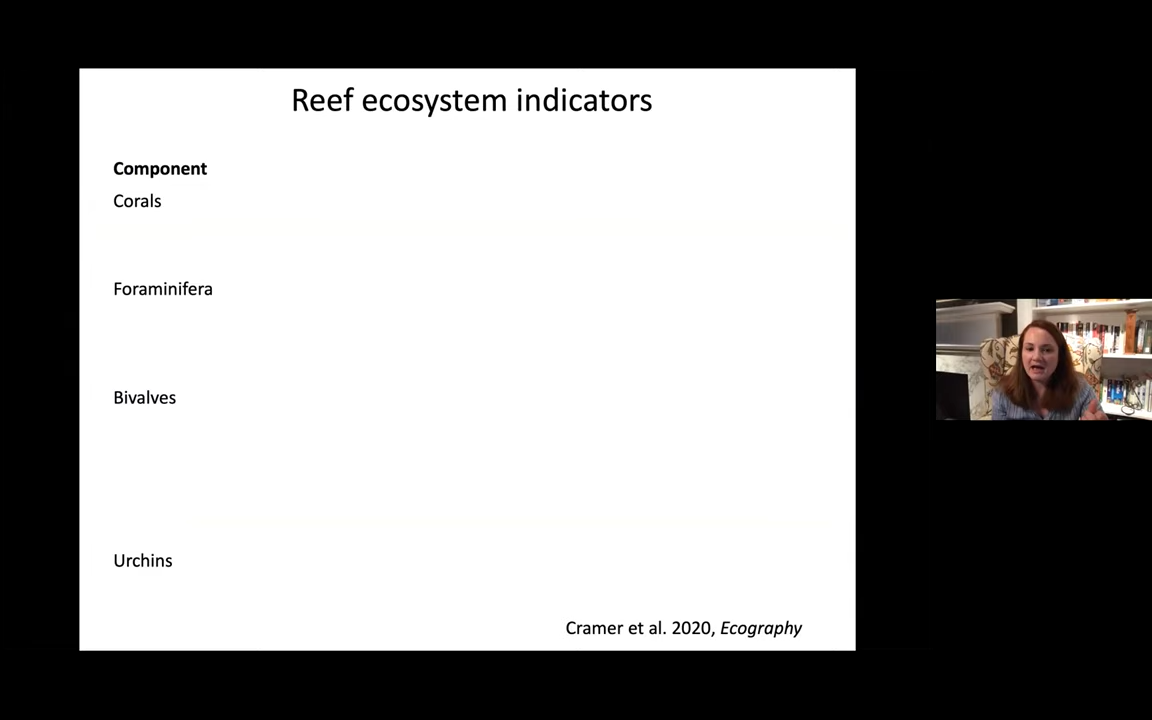 Reef ecosystem indicators
Component
Corals
Foraminifera
Bivalves
Urchins
Cramer et al. 2020, Ecography